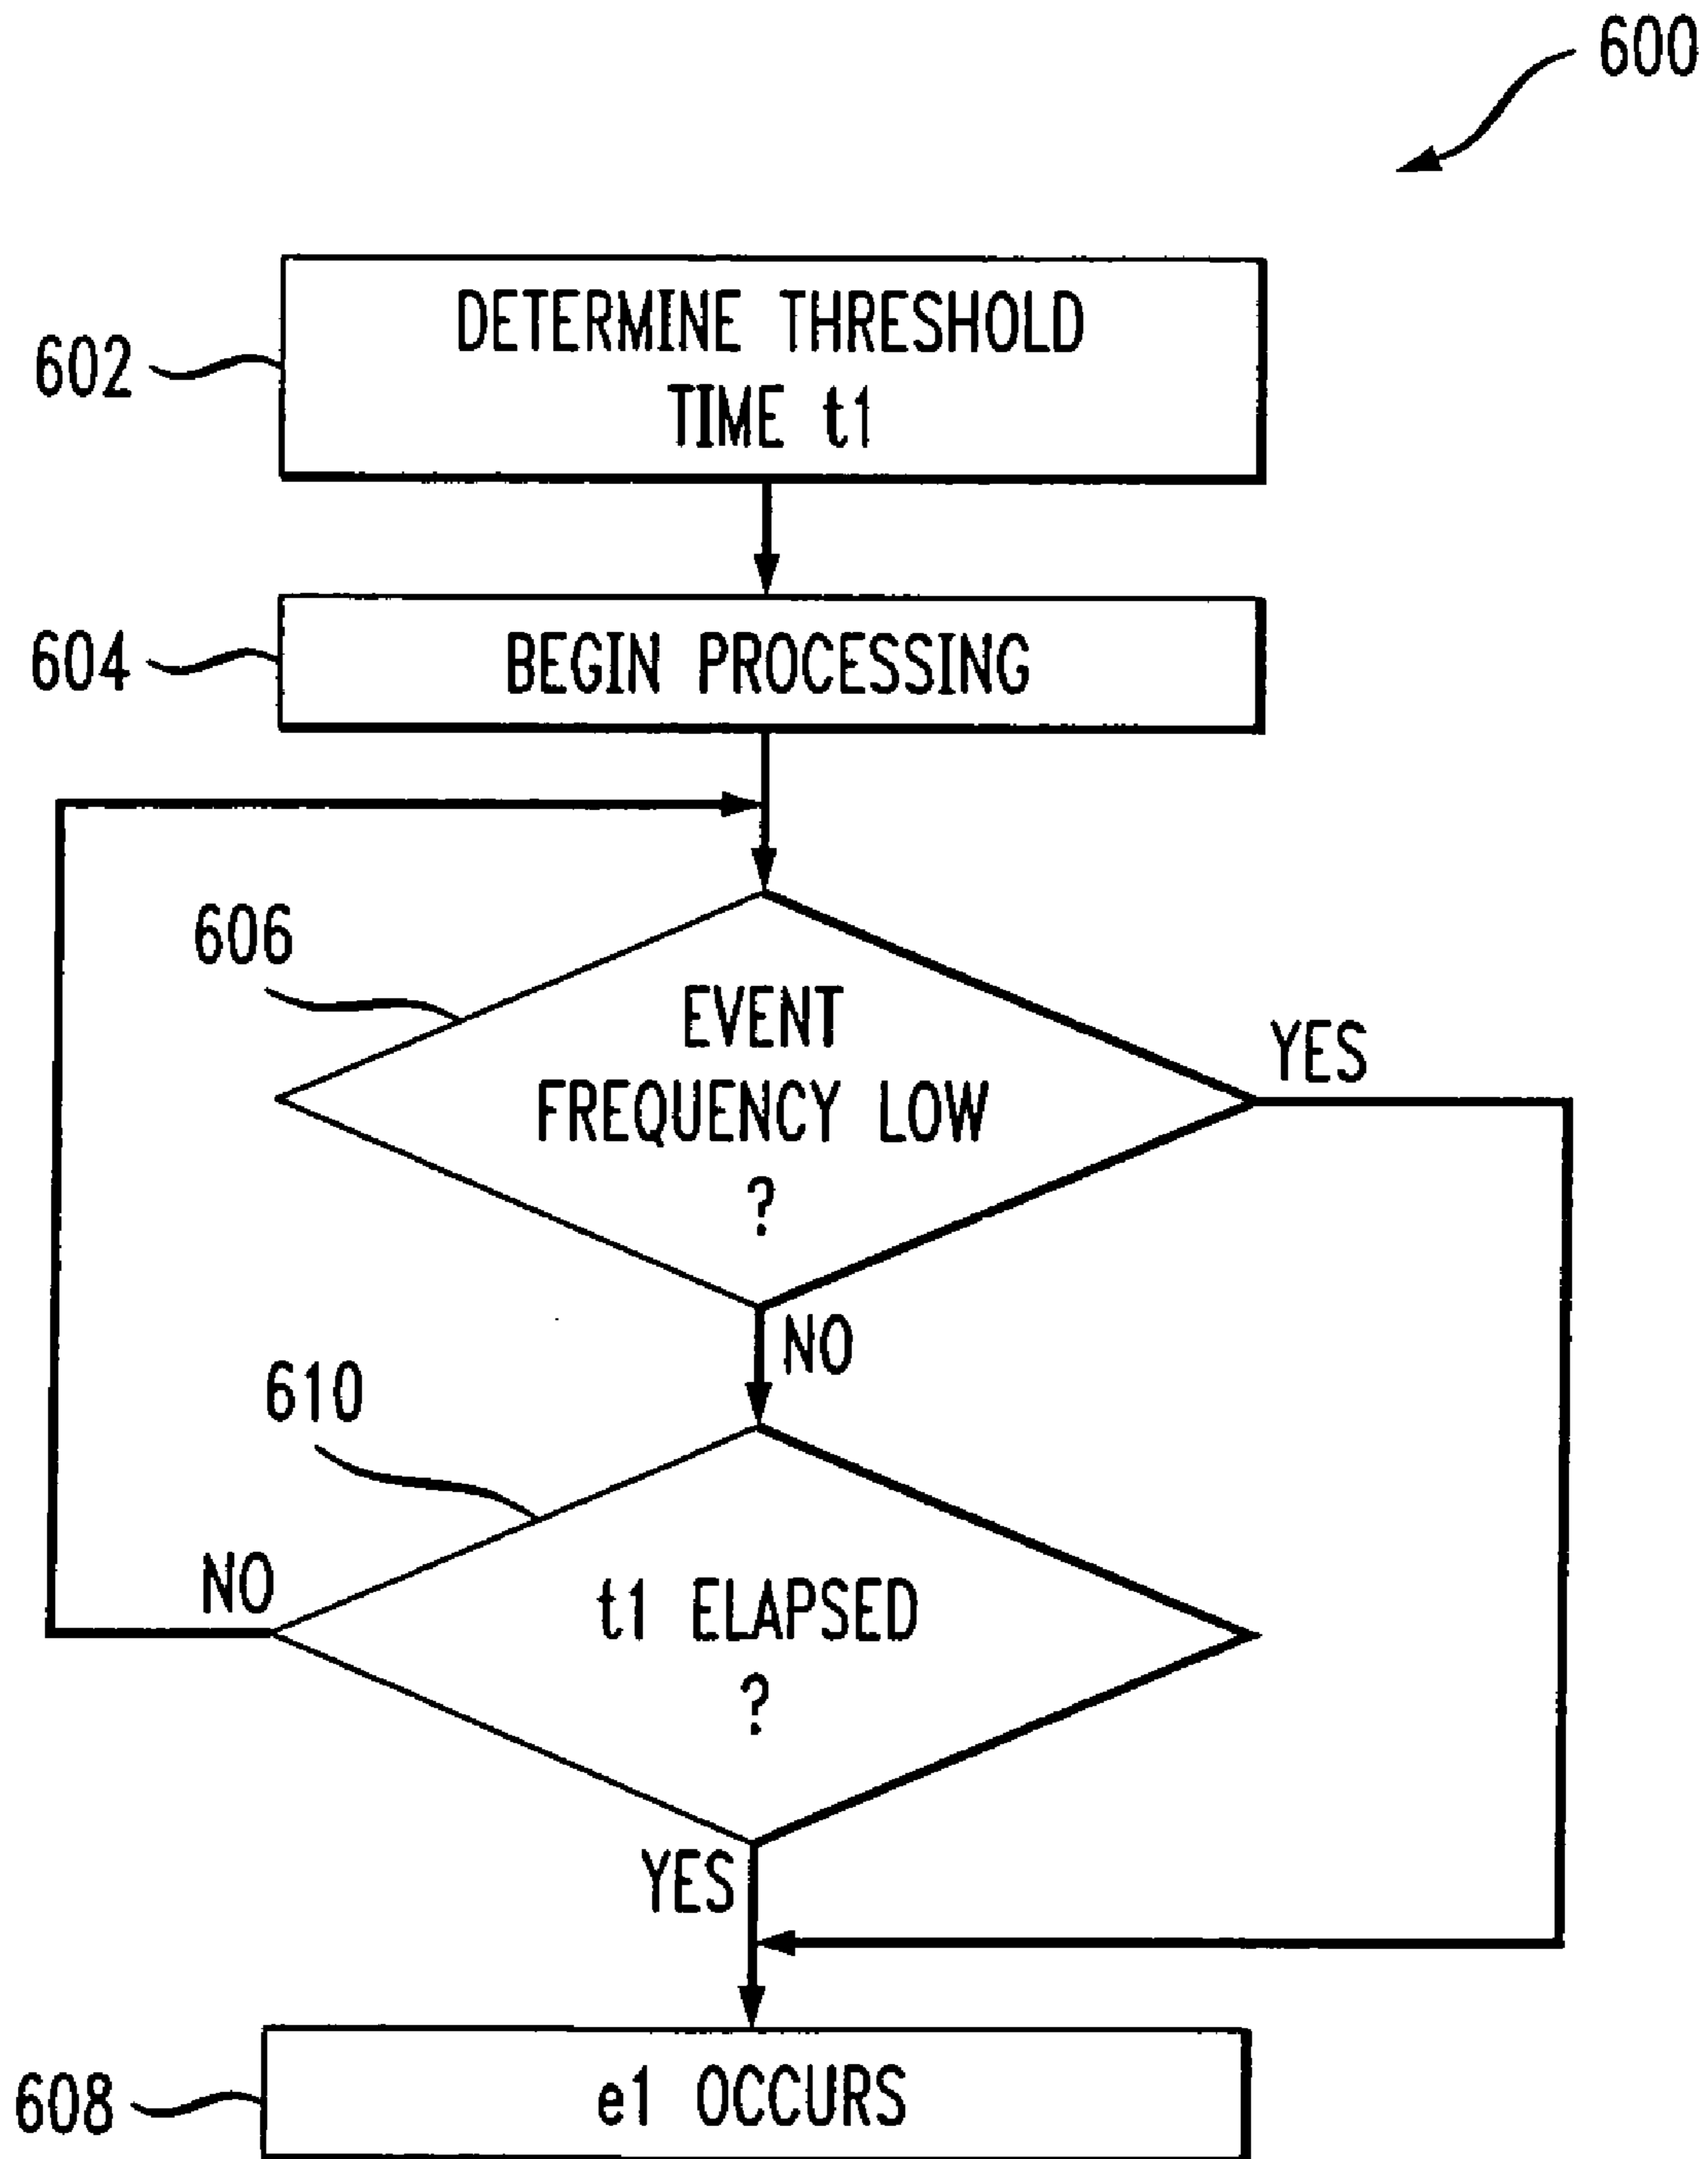 600
602
DETERMINE THRESHOLD
TIME t1
604
BEGIN PROCESSING
606
EVENT
FREQUENCY LOW
?
YES
NO
610
NO
t1 ELAPSED
?
YES
608
e1 OCCURS